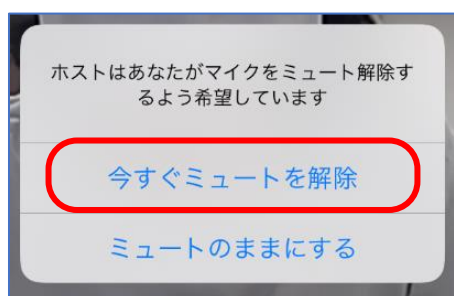 ホストはあなたがマイクをミュート解除す
るよう希望しています
今すぐミュートを解除
ミュートのままにする